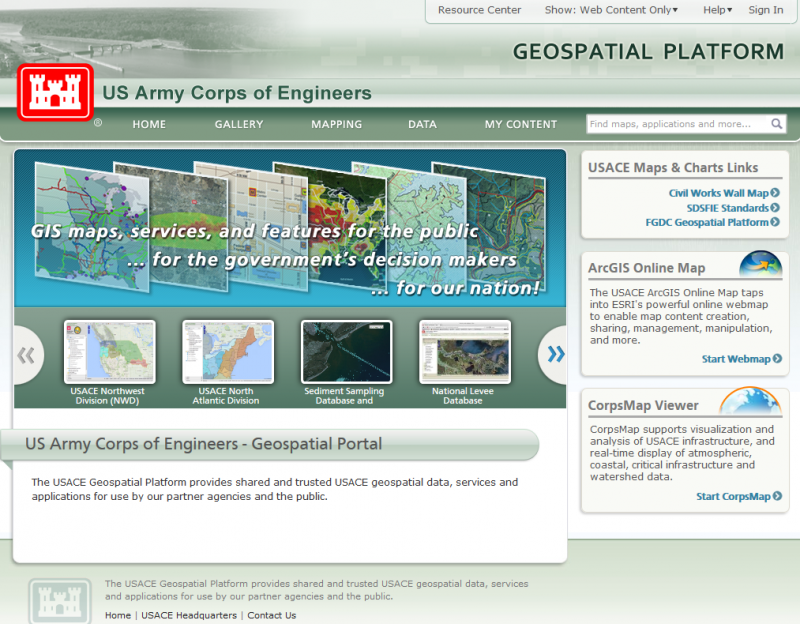 Resource Center Show: Web Content Only▾ Help▾ Sign In
GEOSPATIAL PLATFORM
US Army Corps of Engineers
® HOME GALLERY MAPPING DATA MY CONTENT Find maps, applications and more...
GIS maps, services, and features for the public
... for the government's decision makers
... for our nation!
USACE Northwest
Division (NWD)
USACE North
Atlantic Division
Sediment Sampling
Database and
National Levee
Database
US Army Corps of Engineers - Geospatial Portal
The USACE Geospatial Platform provides shared and trusted USACE geospatial data, services and
applications for use by our partner agencies and the public.
USACE Maps & Charts Links
Civil Works Wall Map
SDSFIE Standards
FGDC Geospatial Platform
ArcGIS Online Map
The USACE ArcGIS Online Map taps
into ESRI's powerful online webmap
to enable map content creation,
sharing, management, manipulation,
and more.
Start Webmap
CorpsMap Viewer
CorpsMap supports visualization and
analysis of USACE infrastructure, and
real-time display of atmospheric,
coastal, critical infrastructure and
watershed data.
Start CorpsMap
The USACE Geospatial Platform provides shared and trusted USACE geospatial data, services
and applications for use by our partner agencies and the public.
Home | USACE Headquarters | Contact Us